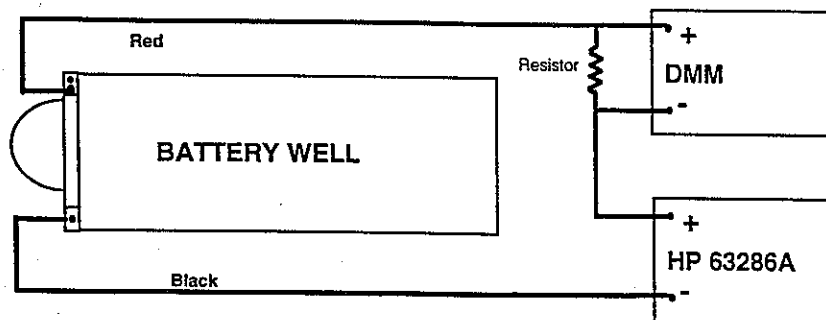 Red
Resistor
+
DMM
-
BATTERY WELL
+
HP 63286A
-
Black